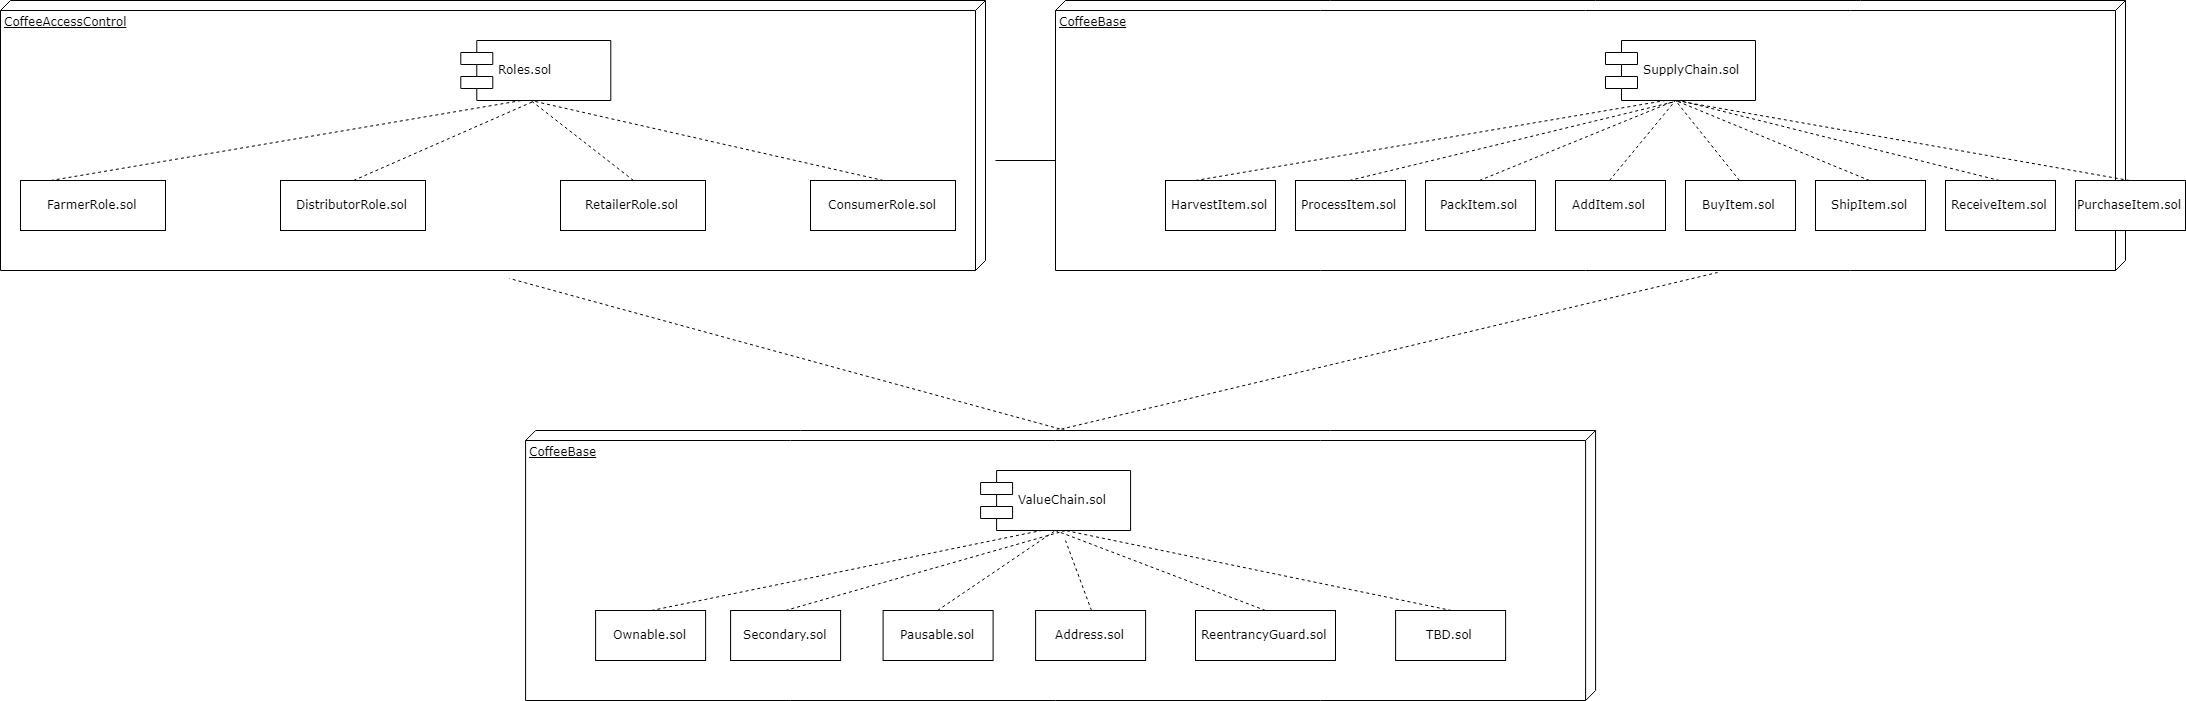 CoffeeAccessControl
Roles.sol
FarmerRole.sol
DistributorRole.sol
RetailerRole.sol
ConsumerRole.sol
CoffeeBase
SupplyChain.sol
HarvestItem.sol
ProcessItem.sol
PackItem.sol
AddItem.sol
BuyItem.sol
ShipItem.sol
ReceiveItem.sol
PurchaseItem.sol
CoffeeBase
ValueChain.sol
Ownable.sol
Secondary.sol
Pausable.sol
Address.sol
ReentrancyGuard.sol
TBD.sol